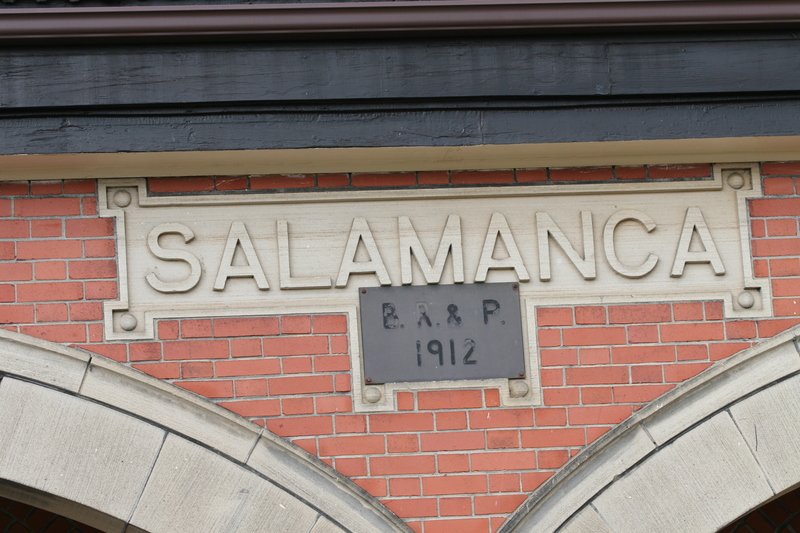 SALAMANCA
B. R. & P.
1912